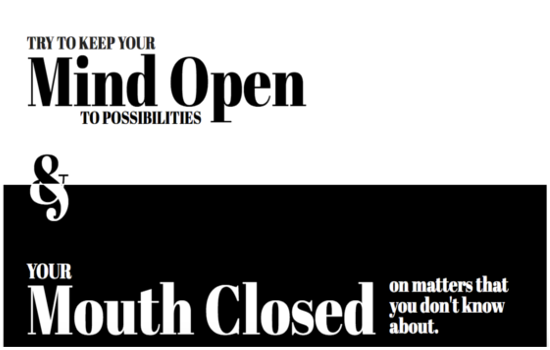 TRY TO KEEP YOUR
Mind Open
TO POSSIBILITIES
&
YOUR
Mouth Closed
on matters that
you don't know
about.